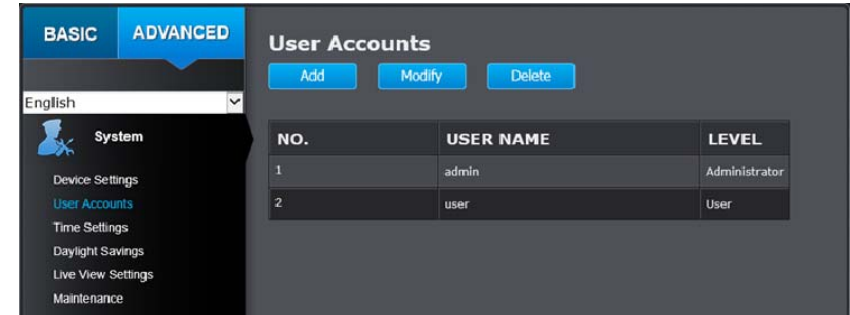 BASIC ADVANCED
English
System
Device Settings
User Accounts
Time Settings
Daylight Savings
Live View Settings
Maintenance
User Accounts
Add Modify Delete
NO. USER NAME LEVEL
1 admin Administrator
2 user User